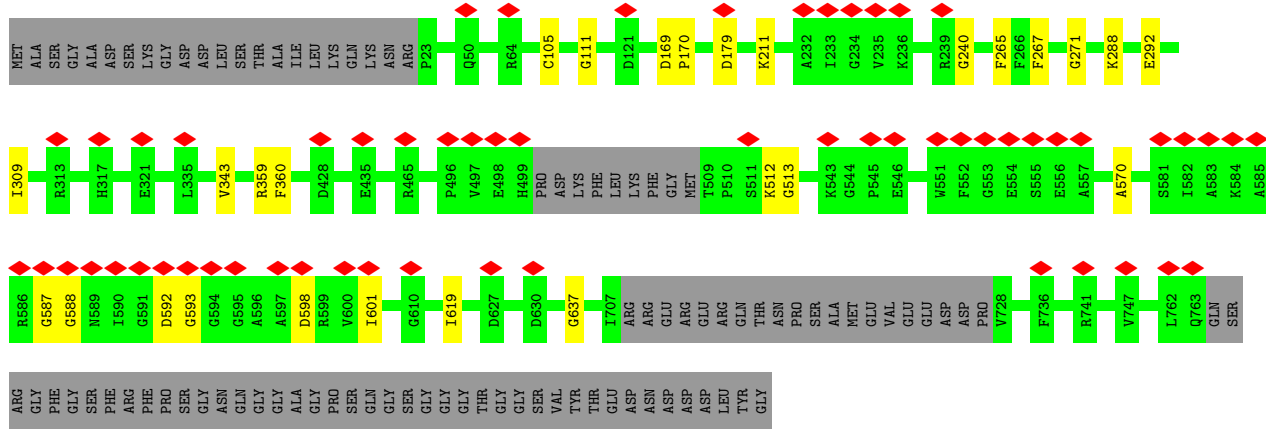 MET ALA SER GLY ALA ASP SER LYS GLY ASP ASP LEU SER THR ALA ILE LEU LYS GLN LYS ASN ARG P23 Q50 R64 C105 G111 D121 D169 P170 D179 K211 A232 I233 G234 V235 K236 R239 G240 F265 F266 F267 G271 K288 E292
I309 R313 H317 E321 L335 V343 R359 F360 D428 E435 R465 P496 V497 E498 H499 PRO ASP LYS PHE LEU LYS PHE GLY MET T509 P510 S511 K512 G513 K543 G544 P545 E546 W551 F552 G553 E554 S555 E556 A557 A570 S581 I582 A583 K584 A585
R586 G587 G588 N589 I590 G591 D592 G593 G594 G595 A596 A597 D598 R599 V600 I601 G610 I619 D627 D630 G637 I707 ARG ARG GLU ARG GLU ARG GLN THR ASN PRO SER ALA MET GLU VAL GLU GLU ASP ASP PRO V728 F736 R741 V747 L762 Q763 GLN SER
ARG GLY PHE GLY SER PHE ARG PHE PRO SER GLY ASN GLN GLY GLY ALA GLY PRO SER GLN GLY SER GLY GLY GLY THR GLY GLY SER VAL TYR THR GLU ASP ASN ASP ASP ASP LEU TYR GLY